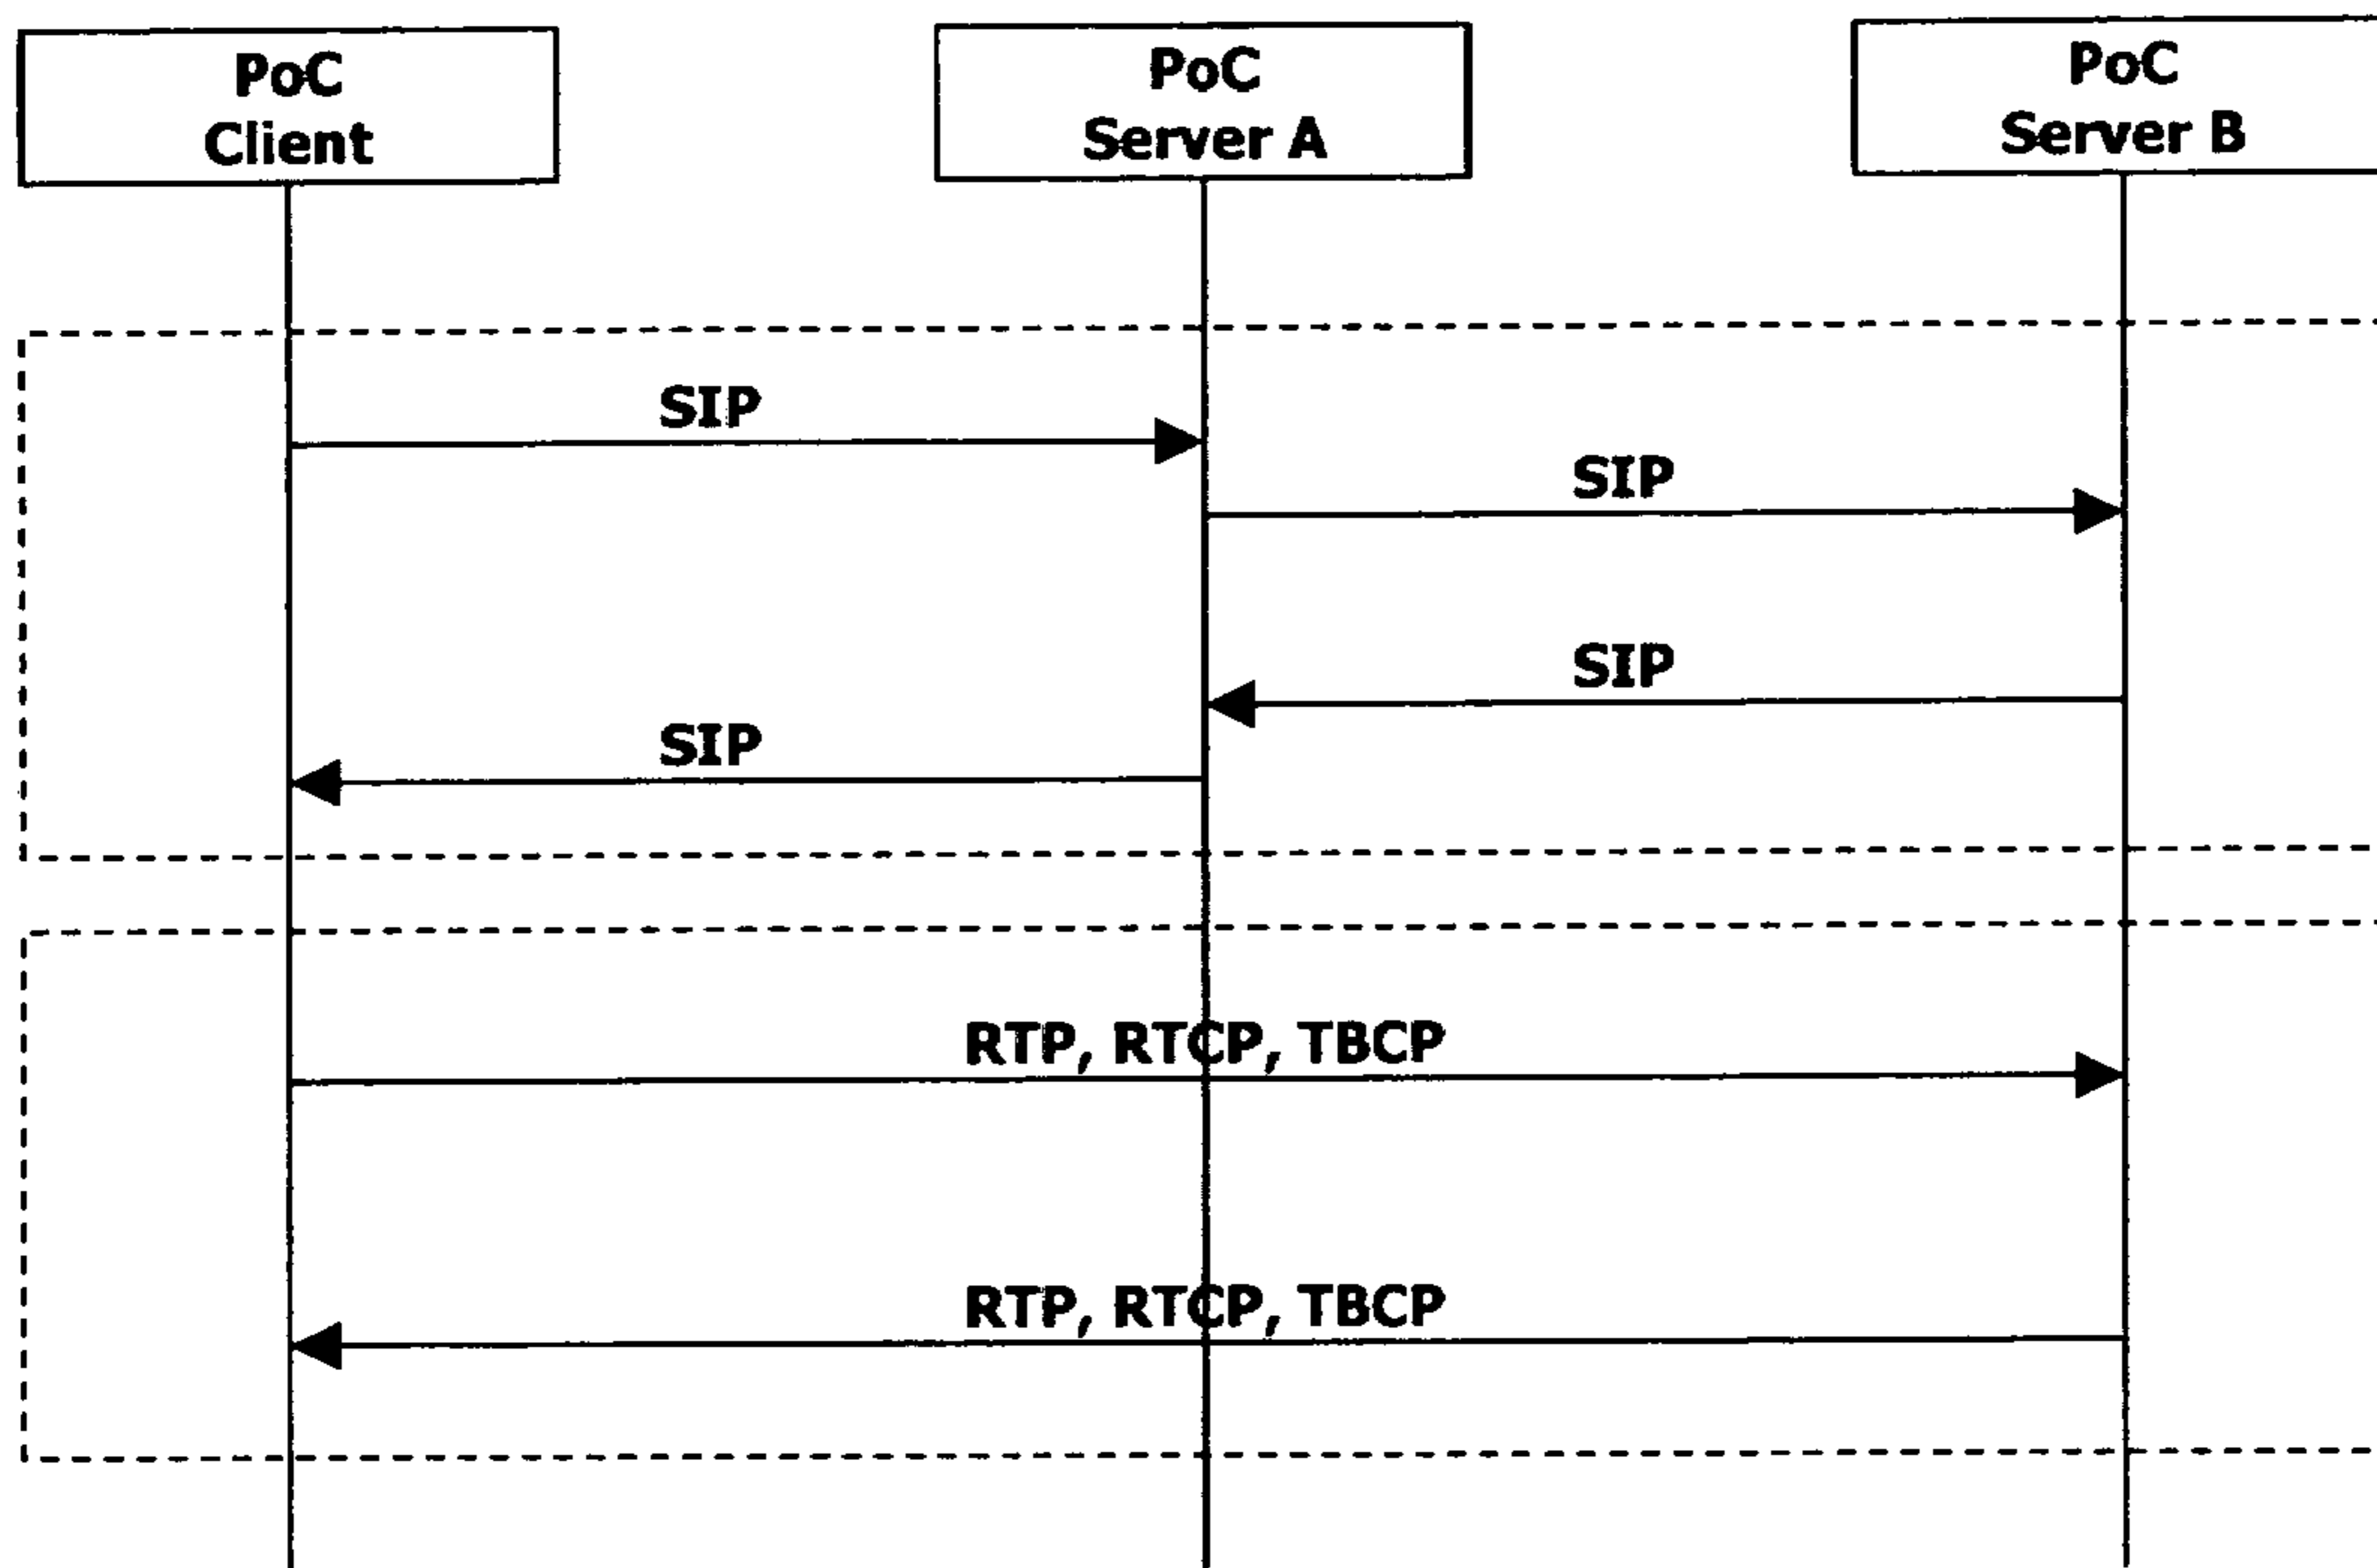 PoC
Client
PoC
Server A
PoC
Server B
SIP
SIP
SIP
SIP
RTP, RTCP, TBCP
RTP, RTCP, TBCP